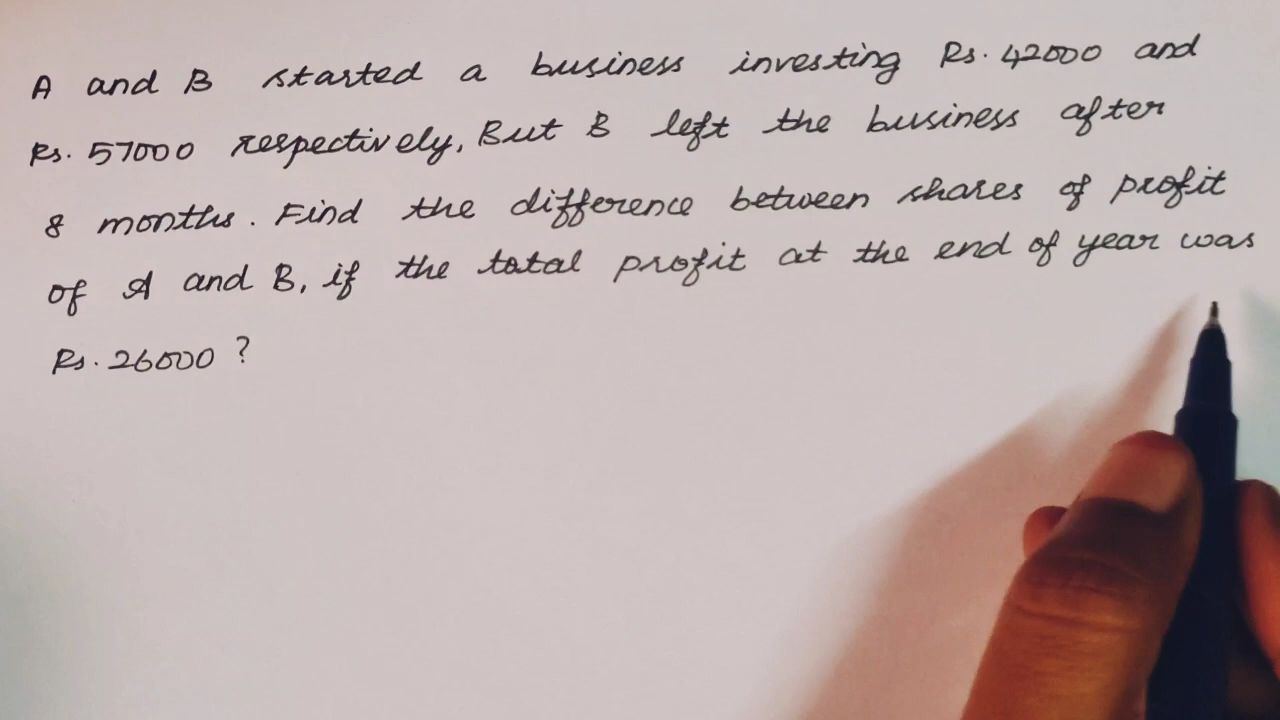 A and B started a business investing Rs. 42000 and
Rs. 57000 respectively, But B left the business after
8 months. Find the difference between shares of profit
of A and B, if the total profit at the end of year was
Rs. 26000 ?